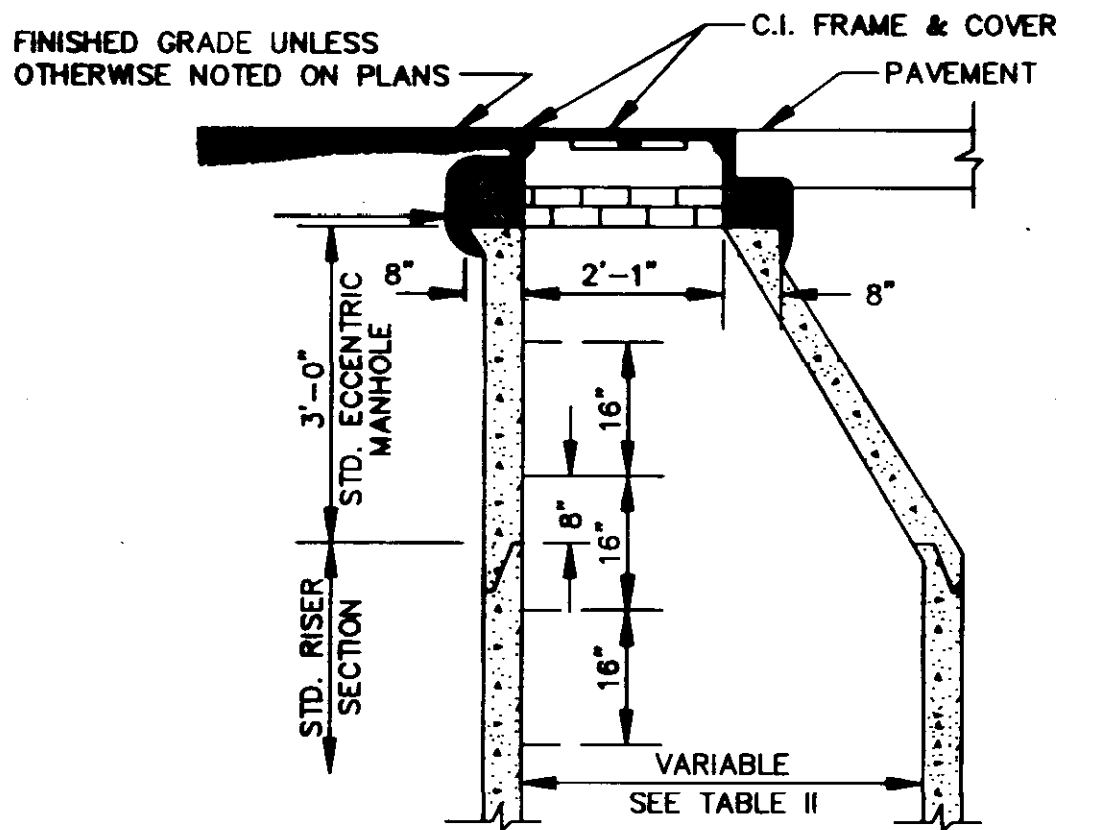 C.I. FRAME & COVER
FINISHED GRADE UNLESS
OTHERWISE NOTED ON PLANS
PAVEMENT
8"
2'-1"
8"
3'-0"
STD. ECCENTRIC
MANHOLE
16"
8"
16"
16"
STD. RISER
SECTION
VARIABLE
SEE TABLE II